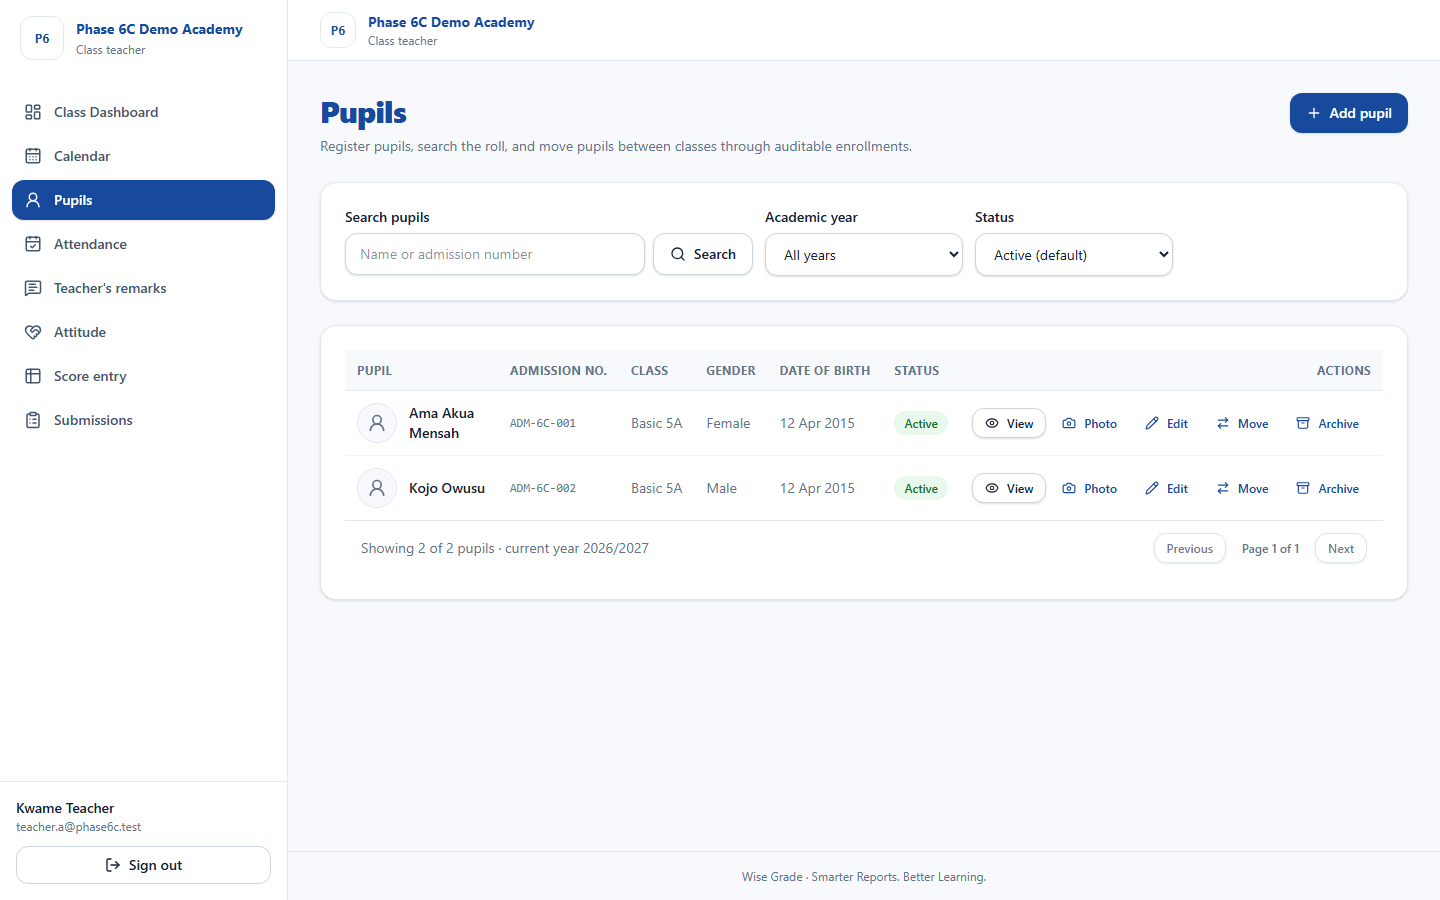 P6
Phase 6C Demo Academy
Class teacher
Class Dashboard
Calendar
Pupils
Attendance
Teacher's remarks
Attitude
Score entry
Submissions
Kwame Teacher
teacher.a@phase6c.test
Sign out
P6
Phase 6C Demo Academy
Class teacher
Pupils
Register pupils, search the roll, and move pupils between classes through auditable enrollments.
Add pupil
Search pupils
Name or admission number
Search
Academic year
All years
Status
Active (default)
PUPIL ADMISSION NO. CLASS GENDER DATE OF BIRTH STATUS ACTIONS
Ama Akua
Mensah
ADM-6C-001 Basic 5A Female 12 Apr 2015 Active View Photo Edit Move Archive
Kojo Owusu ADM-6C-002 Basic 5A Male 12 Apr 2015 Active View Photo Edit Move Archive
Showing 2 of 2 pupils · current year 2026/2027
Previous Page 1 of 1 Next
Wise Grade · Smarter Reports. Better Learning.